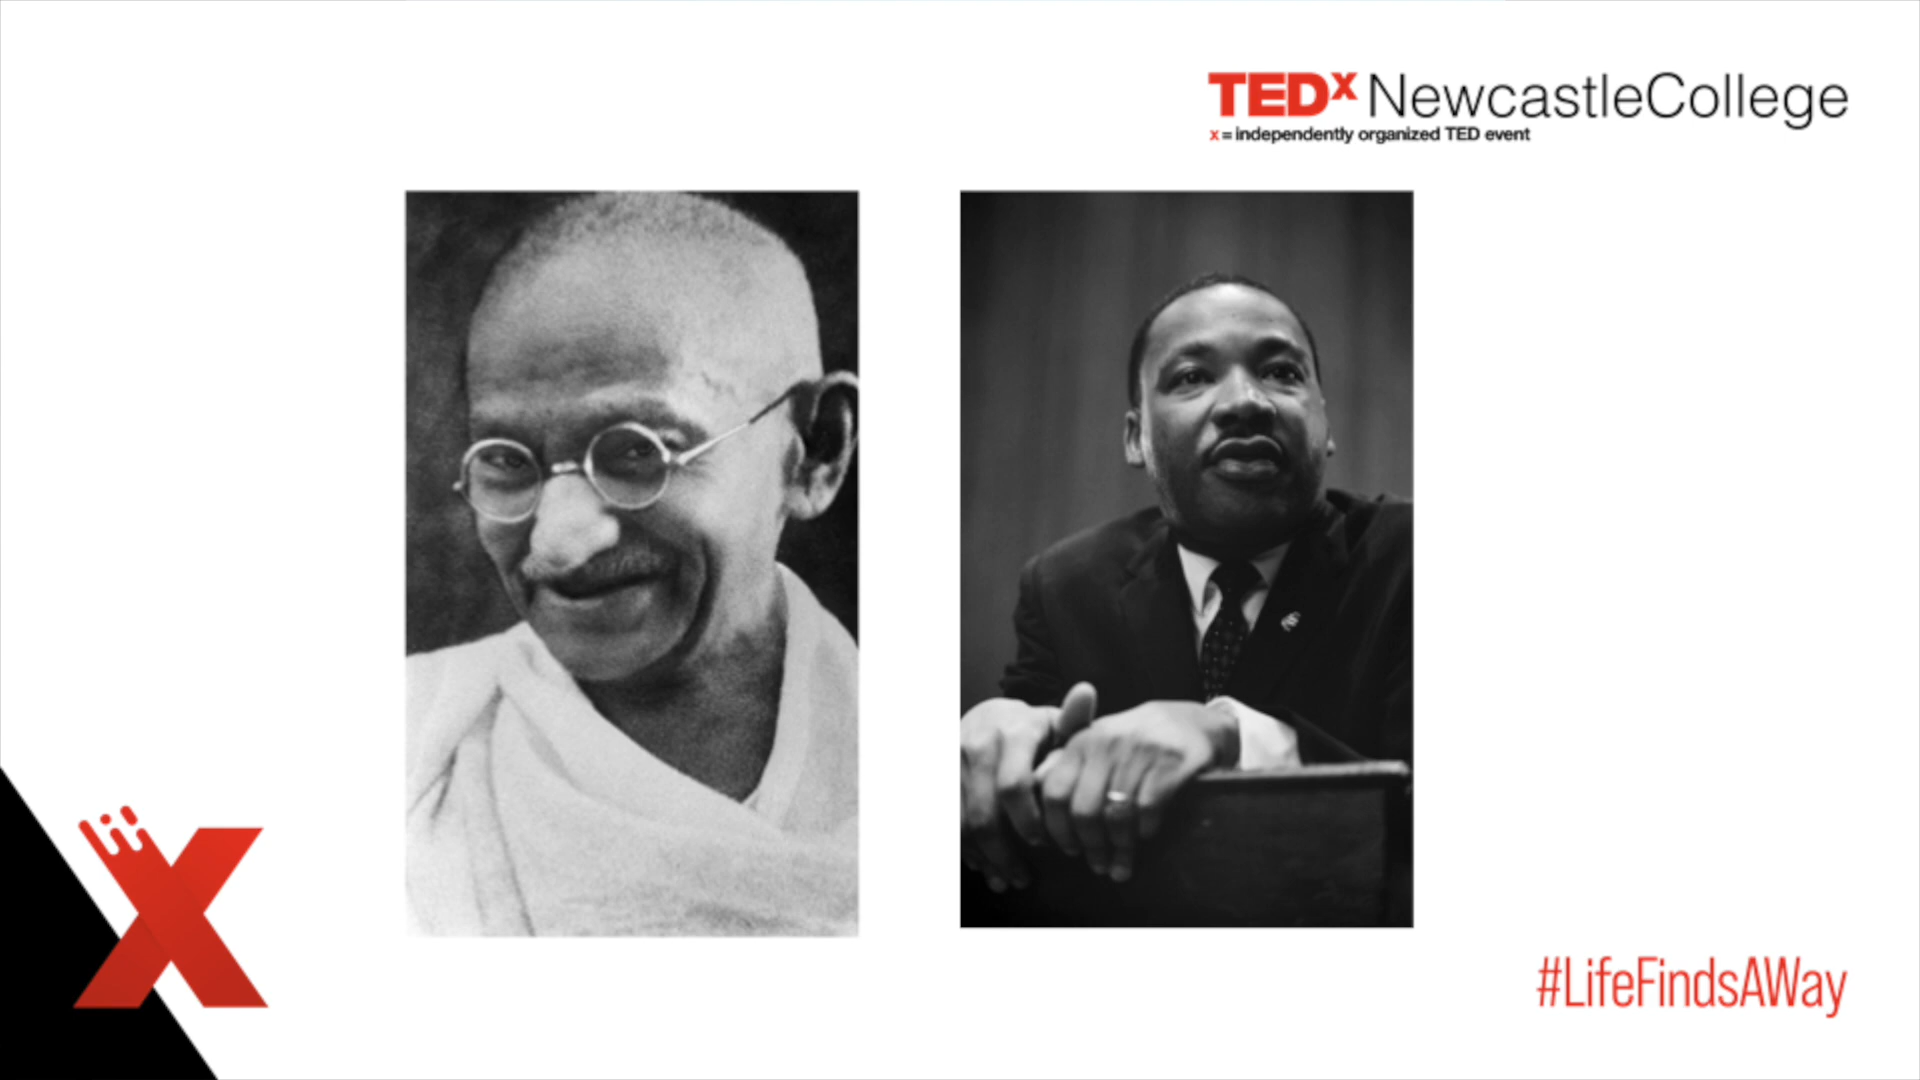 TEDx NewcastleCollege
x = independently organized TED event
X
#LifeFindsAWay